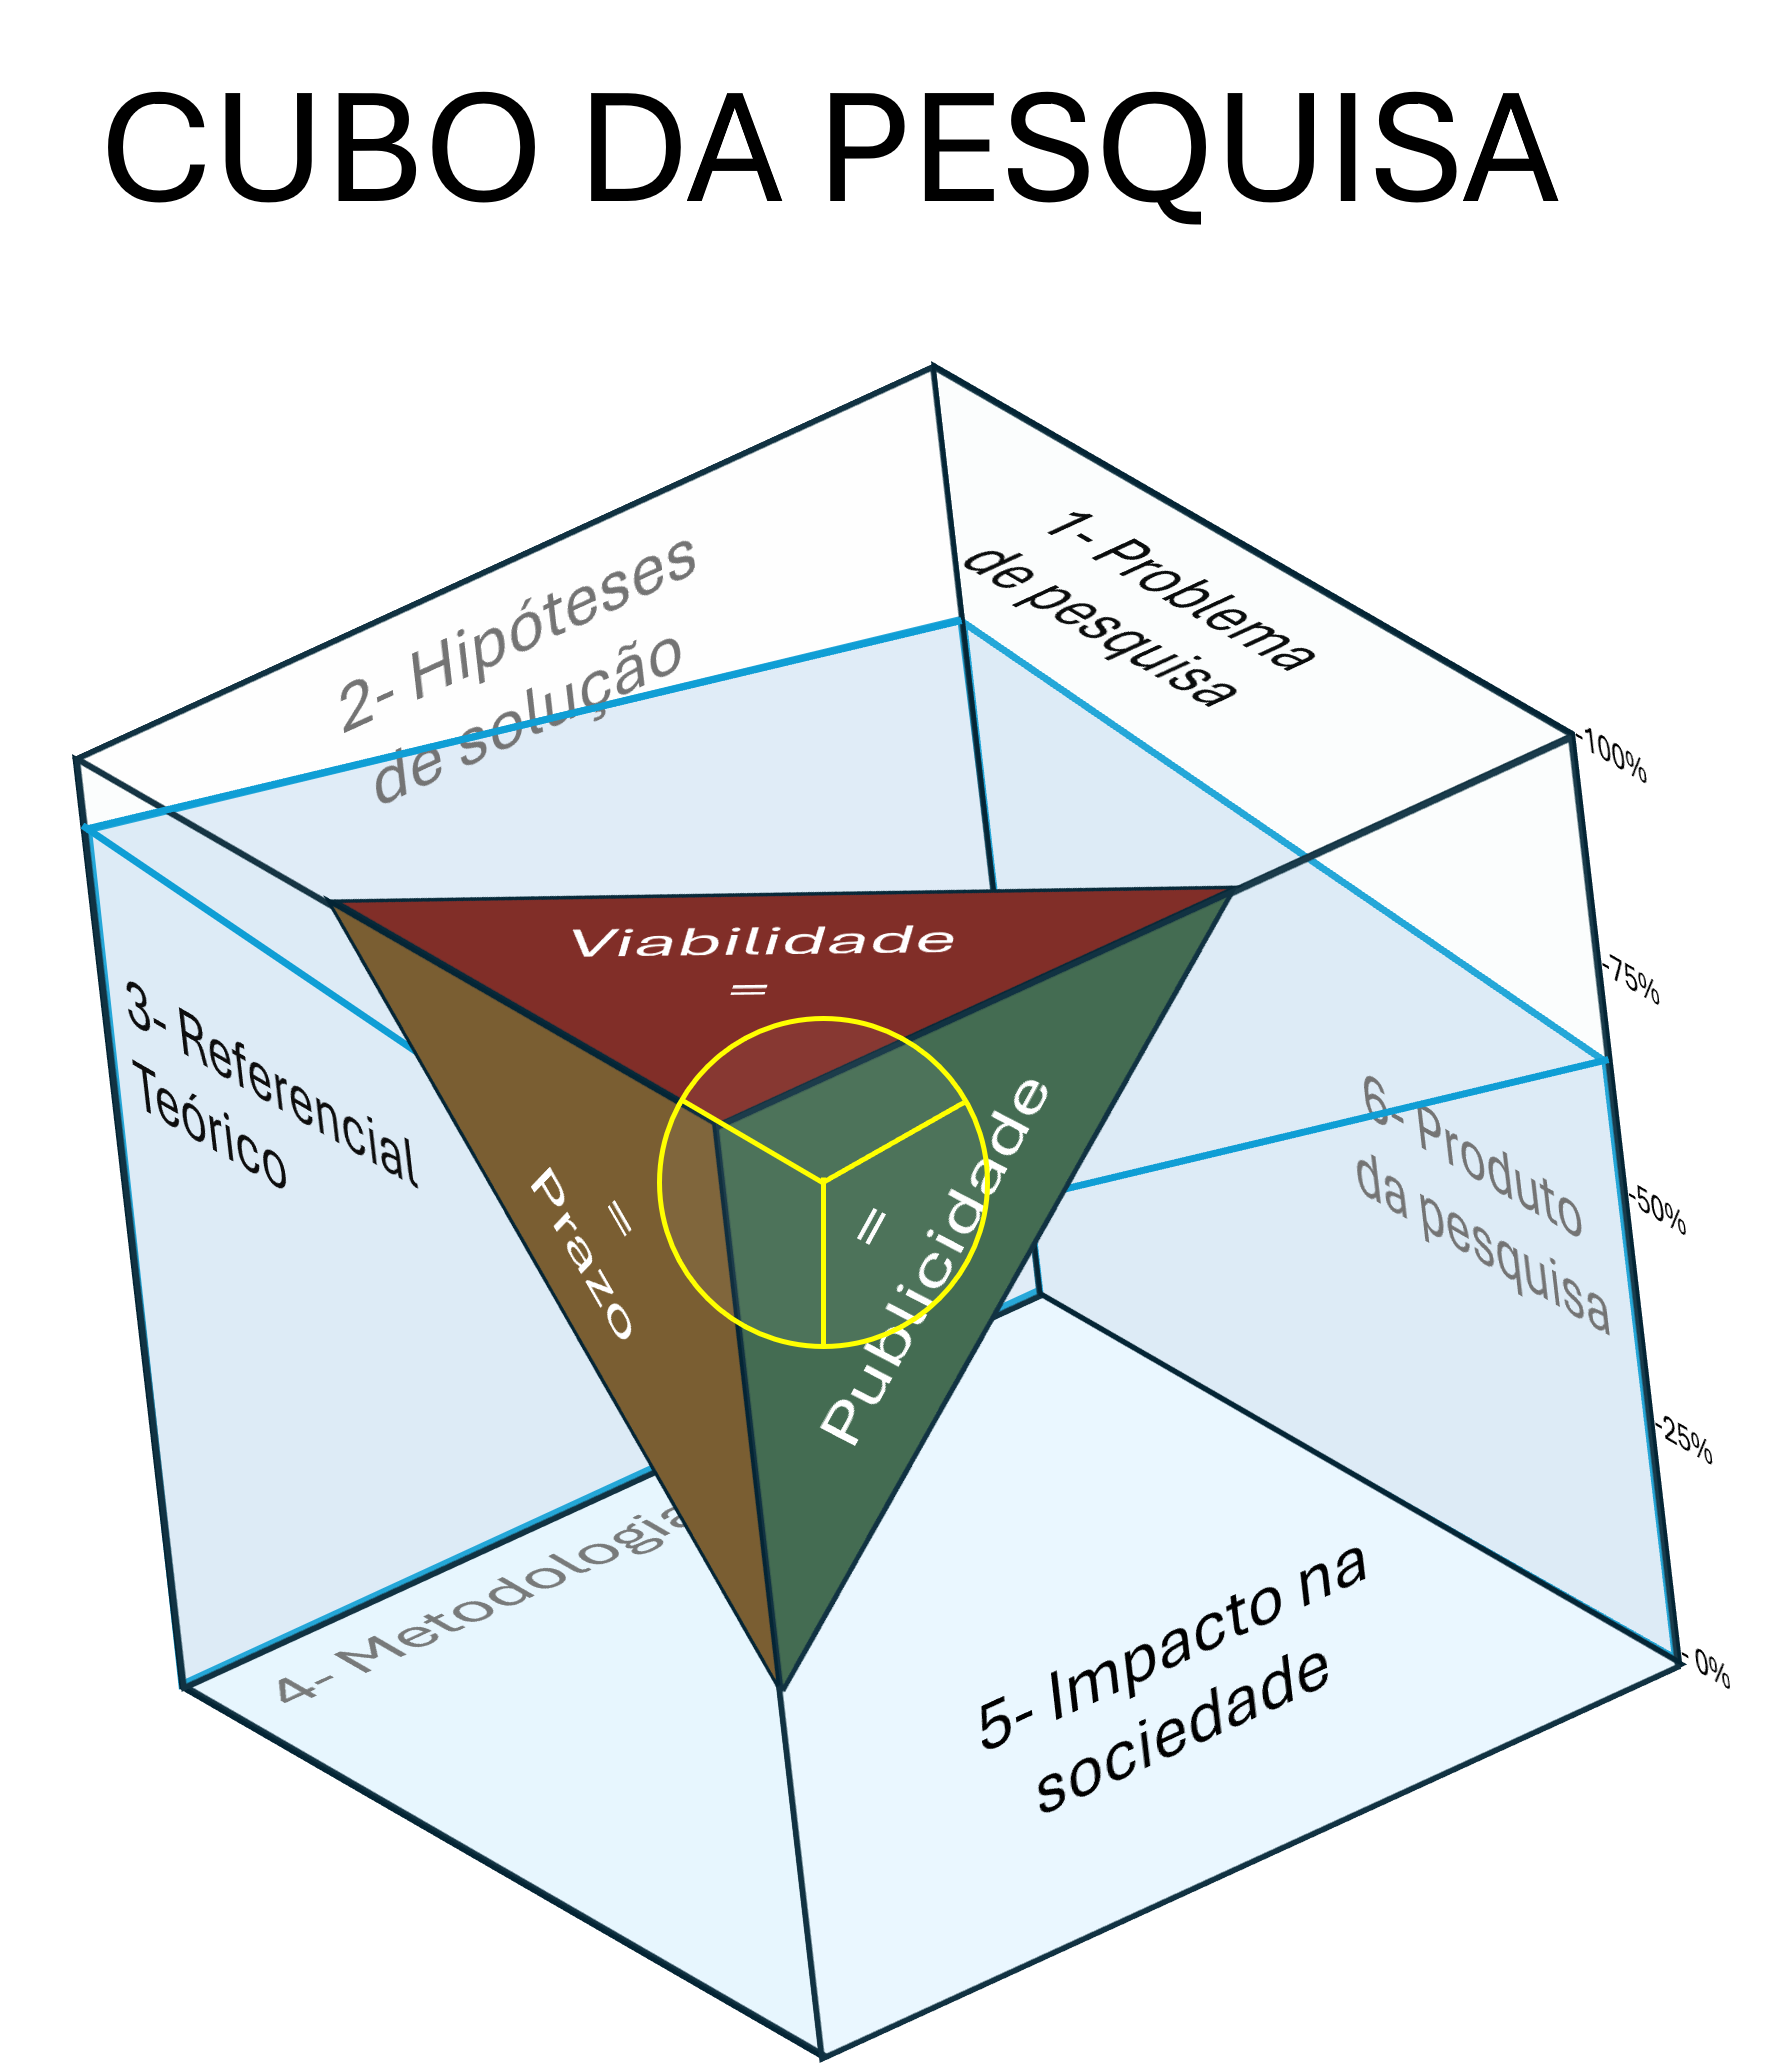 CUBO DA PESQUISA
1- Problema
de pesquisa
2- Hipóteses
de solução
-100%
Viabilidade
=
-75%
3- Referencial
Teórico
Prazo
=
=
Publicidade
6- Produto
da pesquisa
-50%
-25%
4- Metodologia
5- Impacto na
sociedade
- 0%